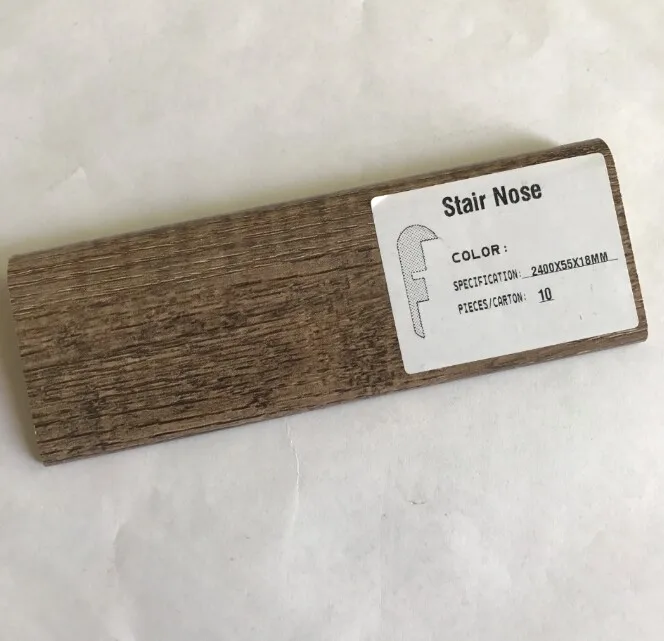 Stair Nose
COLOR:
SPECIFICATION: 2400X55X18MM
PIECES/CARTON: 10